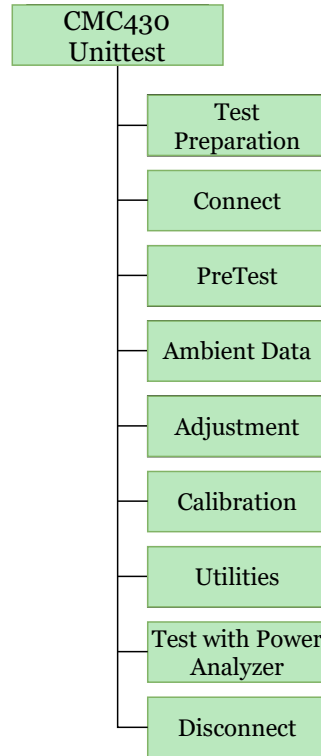 CMC430
Unittest
Test
Preparation
Connect
PreTest
Ambient Data
Adjustment
Calibration
Utilities
Test with Power
Analyzer
Disconnect